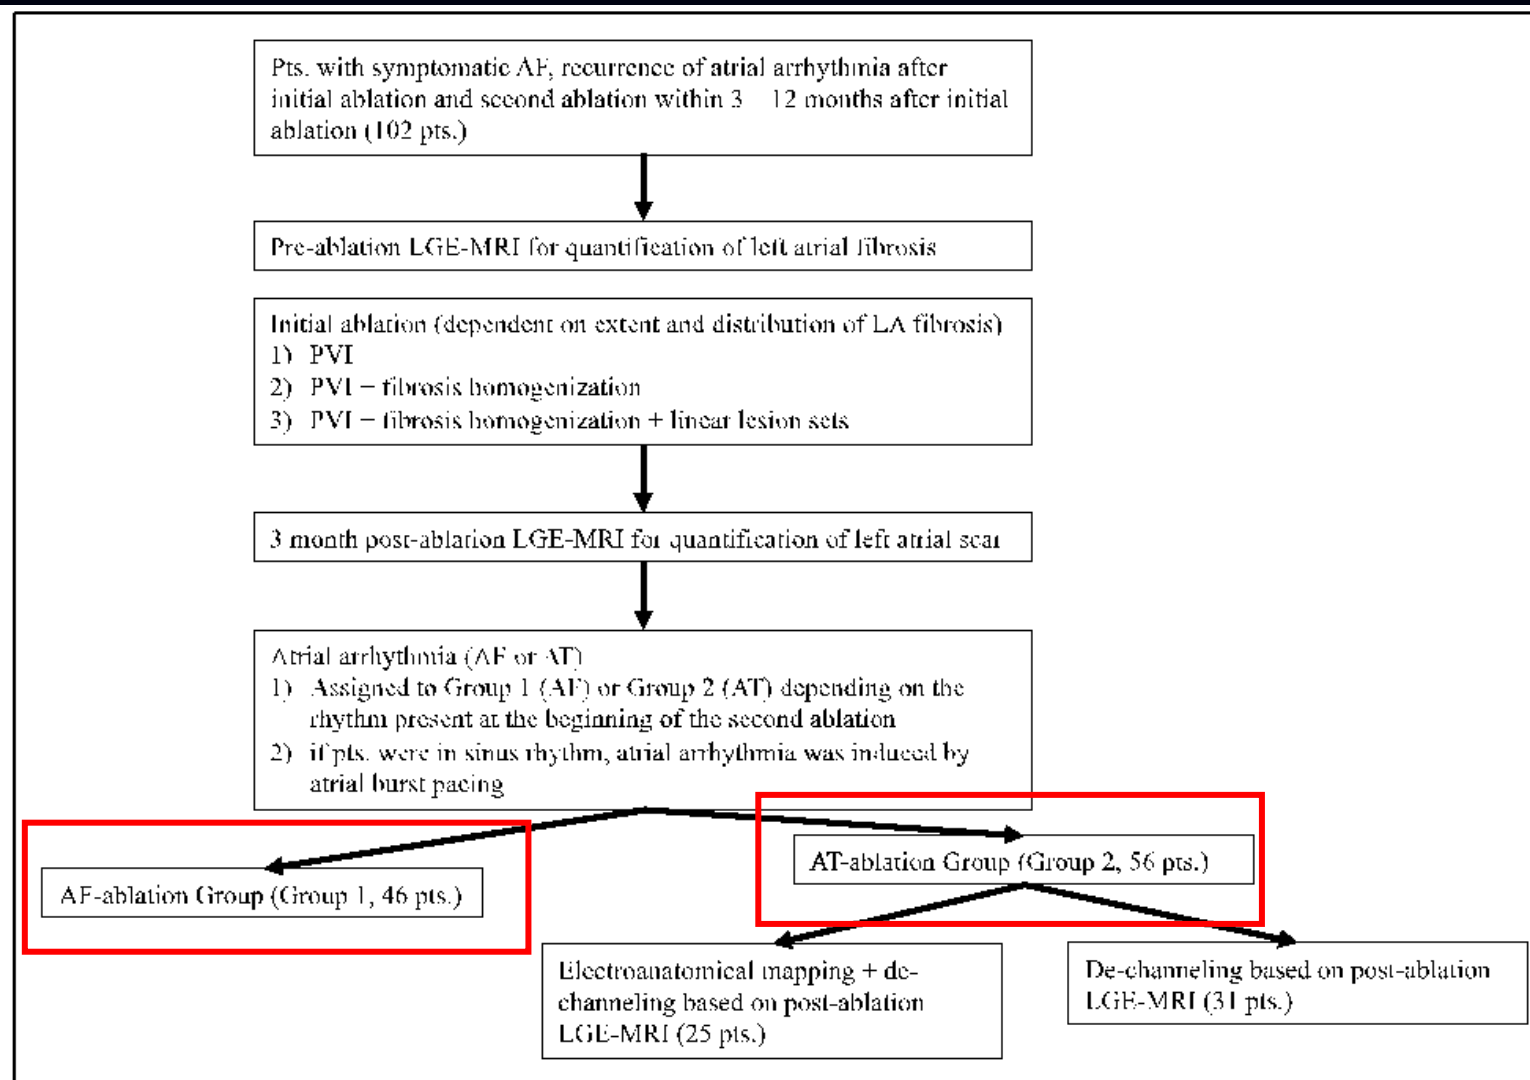 Pts. with symptomatic AF, recurrence of atrial arrhythmia after
initial ablation and second ablation within 3 – 12 months after initial
ablation (102 pts.)
Pre-ablation LGE-MRI for quantification of left atrial fibrosis
Initial ablation (dependent on extent and distribution of LA fibrosis)
1) PVI
2) PVI + fibrosis homogenization
3) PVI + fibrosis homogenization + linear lesion sets
3 month post-ablation LGE-MRI for quantification of left atrial scar
Atrial arrhythmia (AF or AT)
1) Assigned to Group 1 (AF) or Group 2 (AT) depending on the
rhythm present at the beginning of the second ablation
2) if pts. were in sinus rhythm, atrial arrhythmia was induced by
atrial burst pacing
AT-ablation Group (Group 2, 56 pts.)
AF-ablation Group (Group 1, 46 pts.)
Electroanatomical mapping + de-
channeling based on post-ablation
LGE-MRI (25 pts.)
De-channeling based on post-ablation
LGE-MRI (31 pts.)